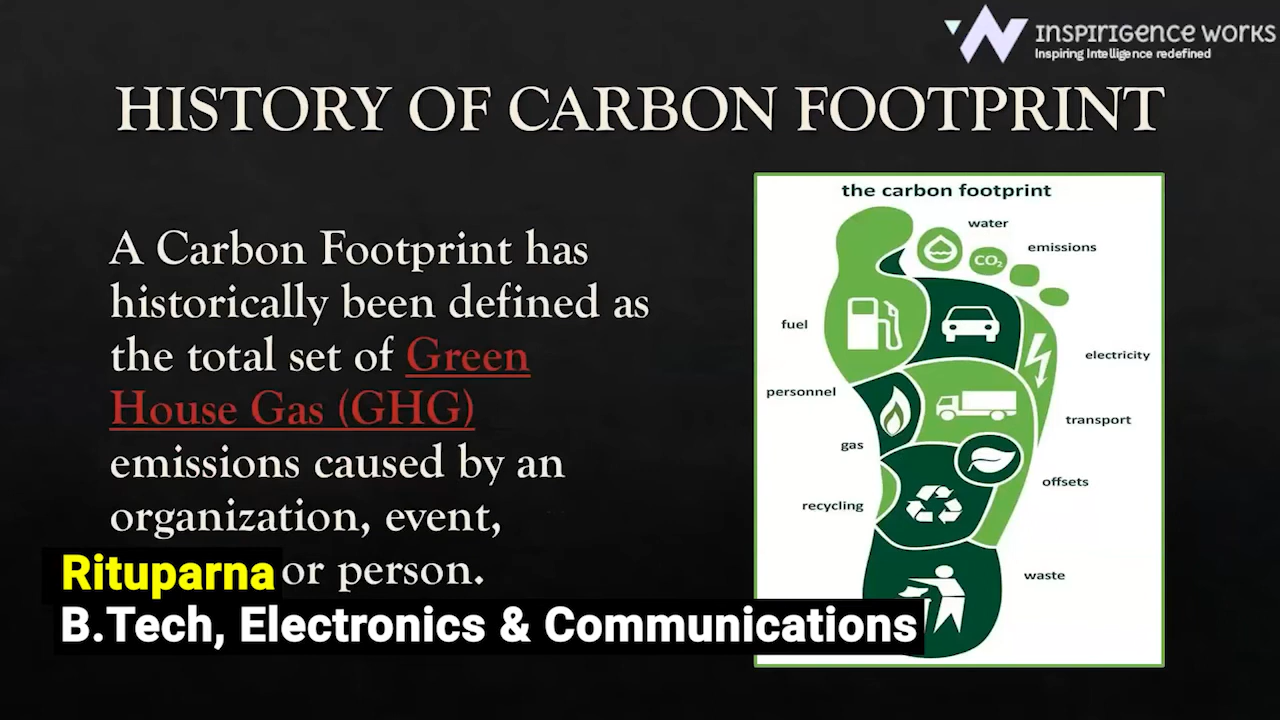 INSPIRIGENCE WORKS
Inspiring Intelligence redefined
HISTORY OF CARBON FOOTPRINT
A Carbon Footprint has
historically been defined as
the total set of Green
House Gas (GHG)
emissions caused by an
organization, event,
or person.
Rituparna
B.Tech, Electronics & Communications
the carbon footprint
water
emissions
CO₂
fuel
electricity
personnel
transport
gas
offsets
recycling
waste